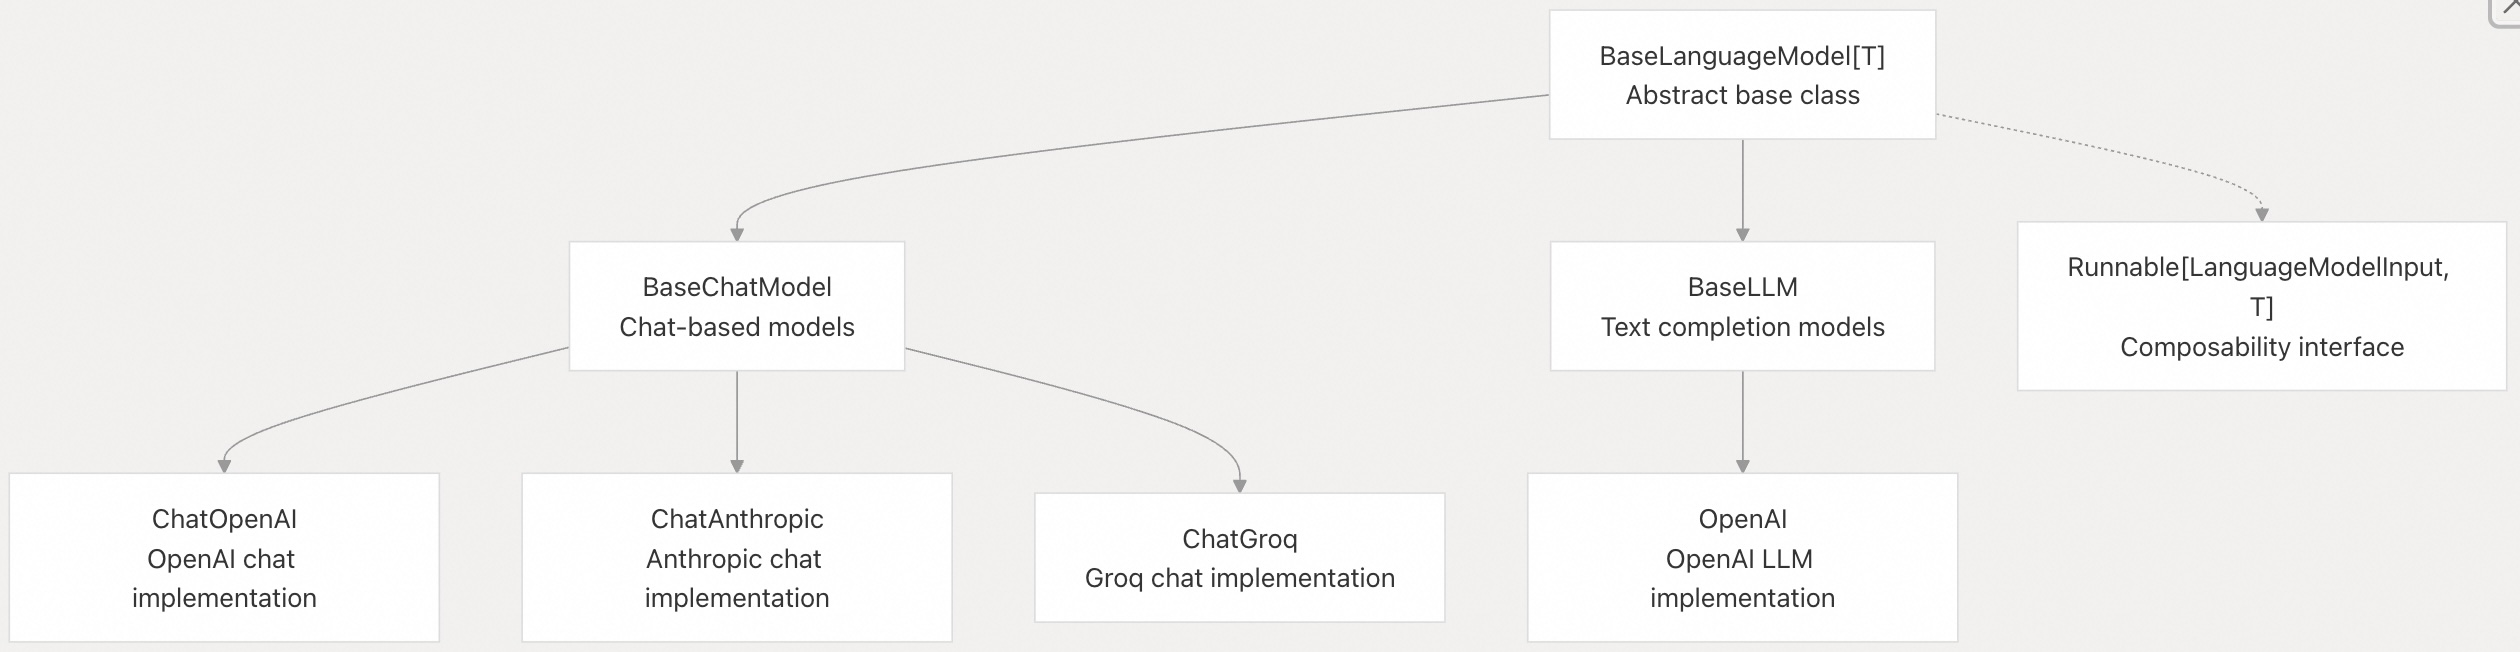 BaseLanguageModel[T]
Abstract base class
BaseChatModel
Chat-based models
BaseLLM
Text completion models
Runnable[LanguageModelInput,
T]
Composability interface
ChatOpenAI
OpenAI chat
implementation
ChatAnthropic
Anthropic chat
implementation
ChatGroq
Groq chat implementation
OpenAI
OpenAI LLM
implementation